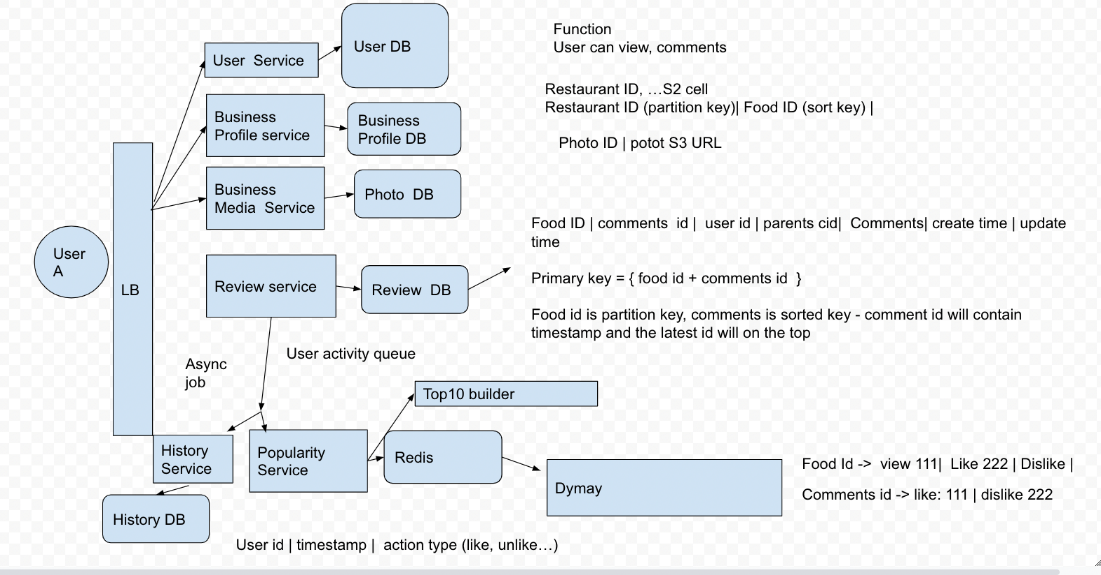 Function
User can view, comments
User DB
User Service
Restaurant ID, …S2 cell
Restaurant ID (partition key)| Food ID (sort key) |
Business
Profile service
Business
Profile DB
Photo ID | potot S3 URL
Business
Media Service
Photo DB
Food ID | comments id | user id | parents cid| Comments| create time | update
time
User
A
LB
Review service
Review DB
Primary key = { food id + comments id }
Food id is partition key, comments is sorted key - comment id will contain
timestamp and the latest id will on the top
Async
job
User activity queue
Top10 builder
History
Service
Popularity
Service
Redis
Dymay
Food Id -> view 111| Like 222 | Dislike |
Comments id -> like: 111 | dislike 222
History DB
User id | timestamp | action type (like, unlike…)